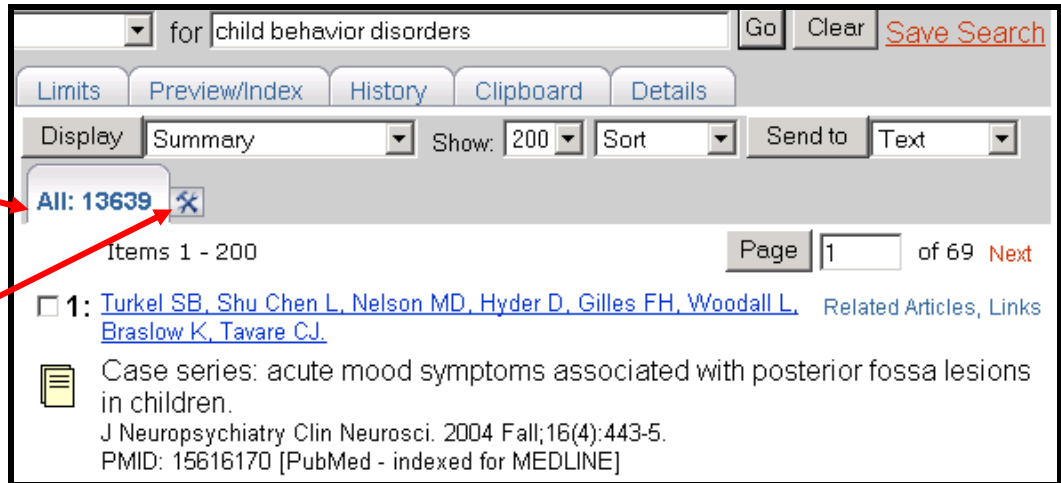 for child behavior disorders Go Clear Save Search
Limits Preview/Index History Clipboard Details
Display Summary Show: 200 Sort Send to Text
All: 13639
Items 1 - 200 Page 1 of 69 Next
1: Turkel SB, Shu Chen L, Nelson MD, Hyder D, Gilles FH, Woodall L, Related Articles, Links
Braslow K, Tavare CJ.
Case series: acute mood symptoms associated with posterior fossa lesions
in children.
J Neuropsychiatry Clin Neurosci. 2004 Fall;16(4):443-5.
PMID: 15616170 [PubMed - indexed for MEDLINE]